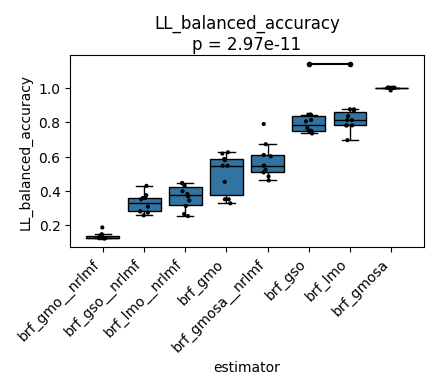 LL_balanced_accuracy
p = 2.97e-11
LL_balanced_accuracy
1.0
0.8
0.6
0.4
0.2
brf_gmo__nrlmf
brf_gso__nrlmf
brf_lmo__nrlmf
brf_gmo
brf_gmosa__nrlmf
brf_gso
brf_lmo
brf_gmosa
estimator